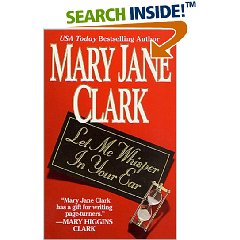 SEARCH INSIDE!™
USA Today Bestselling Author
MARY JANE
CLARK
Let Me Whisper
In Your Ear
"Mary Jane Clark
has a gift for writing
page-turners."
—MARY HIGGINS
CLARK